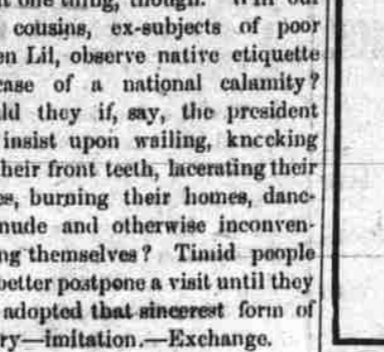 one thing, though.
cousins, ex-subjects of poor
en Lil, observe native etiquette
case of a national calamity?
ld they if, say, the president
insist upon wailing, knocking
heir front teeth, lacerating their
es, burning their homes, danc-
nude and otherwise inconven-
ng themselves? Timid people
better postpone a visit until they
adopted that sincerest form of
ry—imitation.—Exchange.